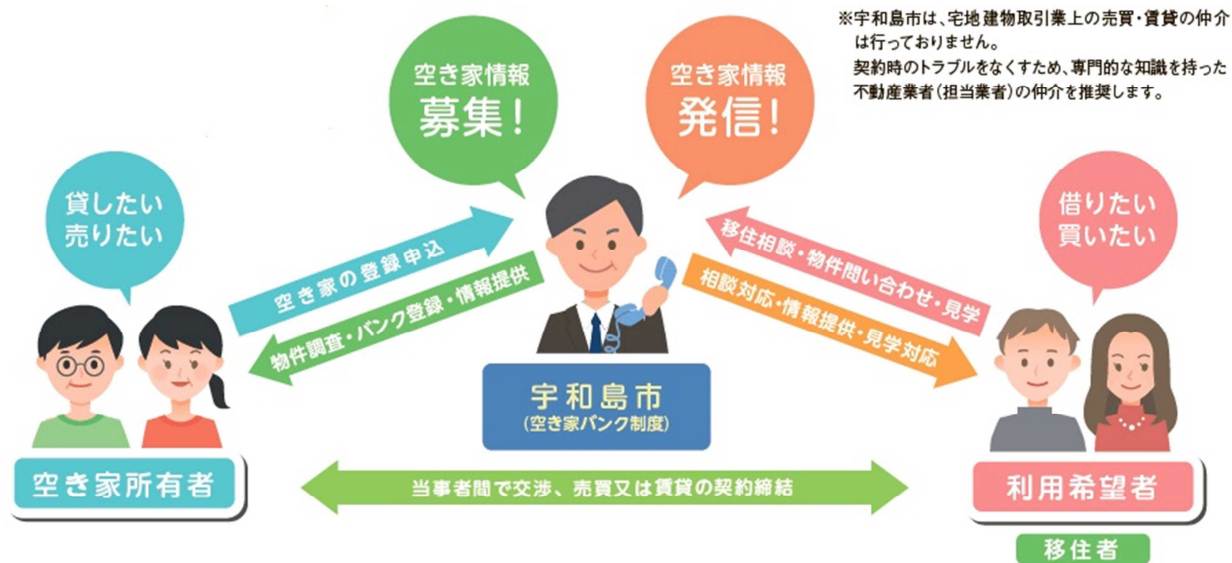 ※宇和島市は、宅地建物取引業上の売買・賃貸の仲介
は行っておりません。
契約時のトラブルをなくすため、専門的な知識を持った
不動産業者(担当業者)の仲介を推奨します。
空き家情報
募集!
空き家情報
発信!
貸したい
売りたい
借りたい
買いたい
空き家の登録申込
物件調査・バンク登録・情報提供
移住相談・物件問い合わせ・見学
相談対応・情報提供・見学対応
宇和島市
(空き家バンク制度)
空き家所有者
当事者間で交渉、売買又は賃貸の契約締結
利用希望者
移住者